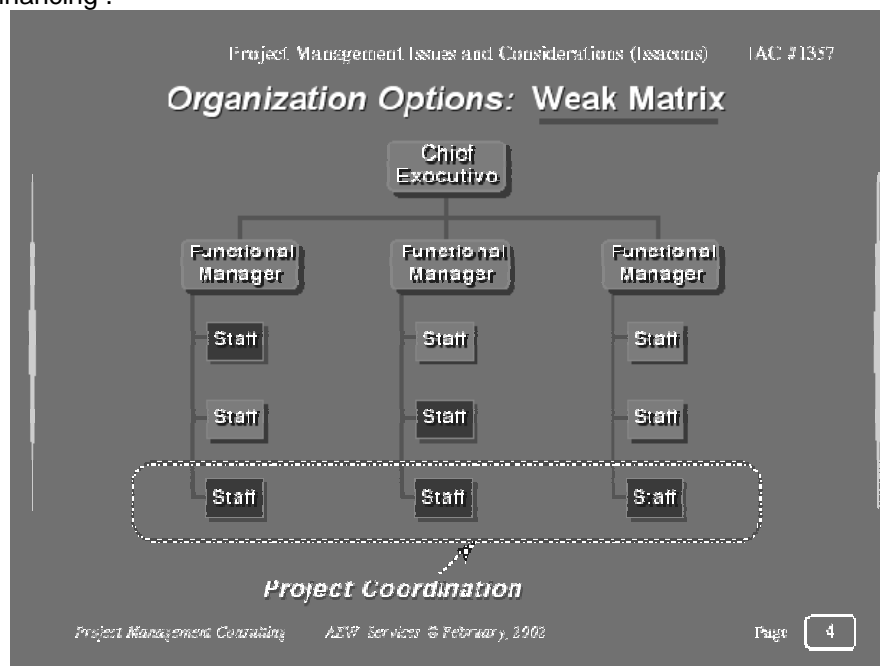 nancing .
Project Management Issues and Considerations (Issacons) IAC #1357
Organization Options: Weak Matrix
Chief
Executive
Functional
Manager
Functional
Manager
Functional
Manager
Staff
Staff
Staff
Staff
Staff
Staff
Staff
Staff
Staff
Project Coordination
Project Management Consulting AEW Services © February, 2002 Page 4